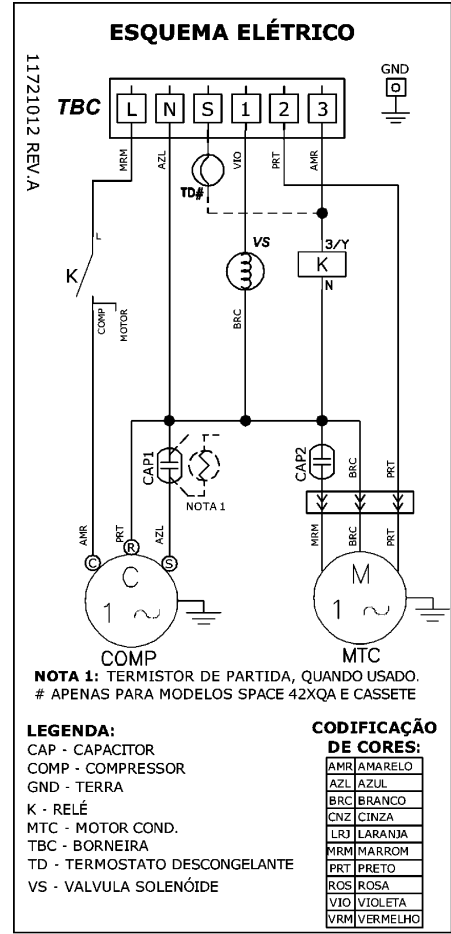 ESQUEMA ELÉTRICO
11721012 REV.A
GND
TBC L N S 1 2 3
MRM AZL VIO PRT AMR
TD#
L
VS
3/Y
K
K
N
COMP
MOTOR
BRC
CAP1
NOTA 1
CAP2
BRC
PRT
AMR PRT AZL MRM BRC PRT
C R S
C
1 ~
M
1 ~
COMP
MTC
NOTA 1: TERMISTOR DE PARTIDA, QUANDO USADO.
# APENAS PARA MODELOS SPACE 42XQA E CASSETE
LEGENDA:
CAP - CAPACITOR
COMP - COMPRESSOR
GND - TERRA
K - RELÉ
MTC - MOTOR COND.
TBC - BORNEIRA
TD - TERMOSTATO DESCONGELANTE
VS - VALVULA SOLENÓIDE
CODIFICAÇÃO
DE CORES:
AMR AMARELO
AZL AZUL
BRC BRANCO
CNZ CINZA
LRJ LARANJA
MRM MARROM
PRT PRETO
ROS ROSA
VIO VIOLETA
VRM VERMELHO